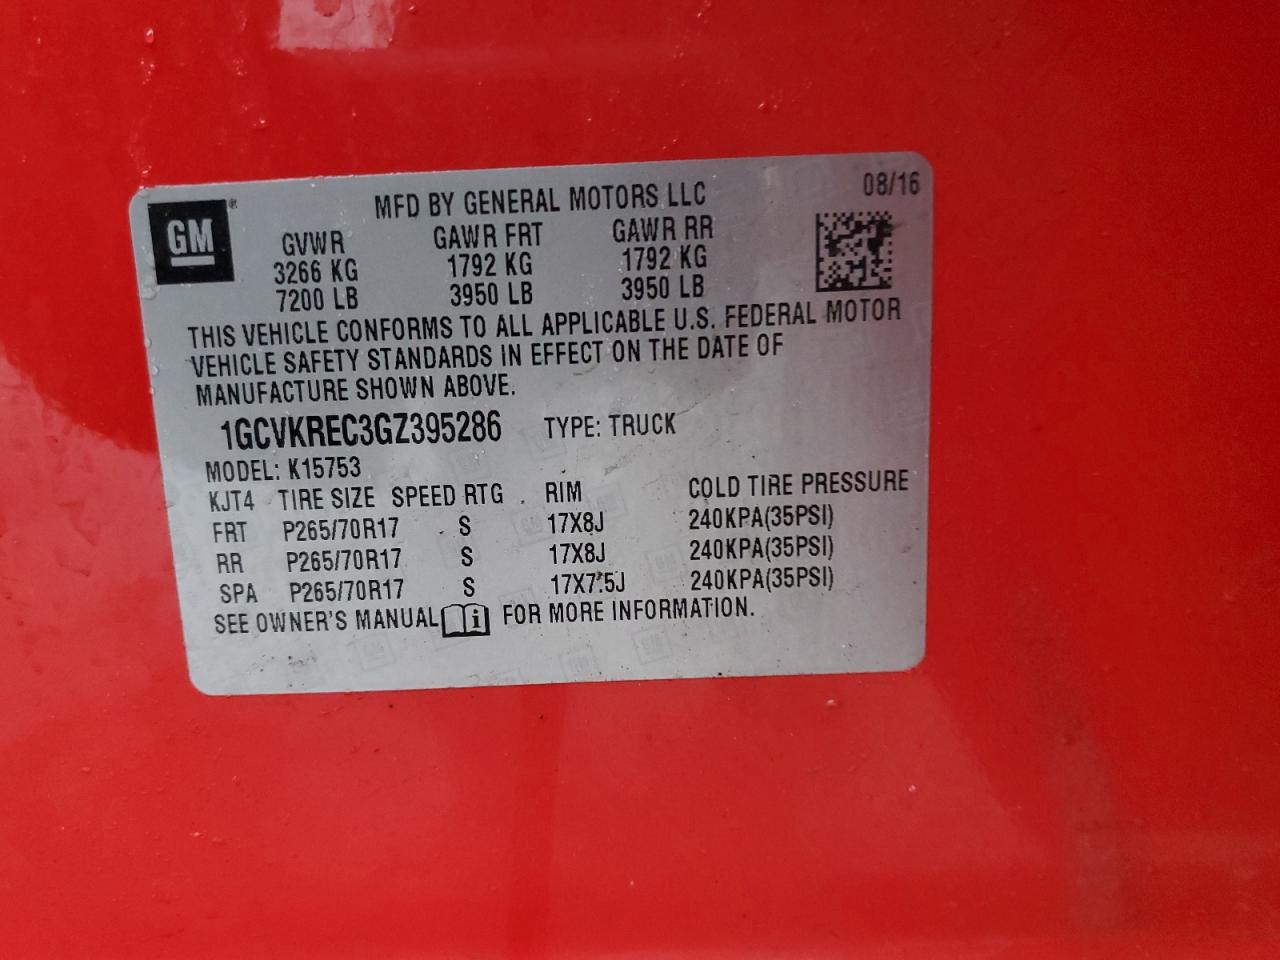 GM®
MFD BY GENERAL MOTORS LLC 08/16
GVWR GAWR FRT GAWR RR
3266 KG 1792 KG 1792 KG
7200 LB 3950 LB 3950 LB
THIS VEHICLE CONFORMS TO ALL APPLICABLE U.S. FEDERAL MOTOR
VEHICLE SAFETY STANDARDS IN EFFECT ON THE DATE OF
MANUFACTURE SHOWN ABOVE.
1GCVKREC3GZ395286 TYPE: TRUCK
MODEL: K15753
KJT4 TIRE SIZE SPEED RTG RIM COLD TIRE PRESSURE
FRT P265/70R17 S 17X8J 240KPA(35PSI)
RR P265/70R17 S 17X8J 240KPA(35PSI)
SPA P265/70R17 S 17X7.5J 240KPA(35PSI)
SEE OWNER'S MANUAL i FOR MORE INFORMATION.